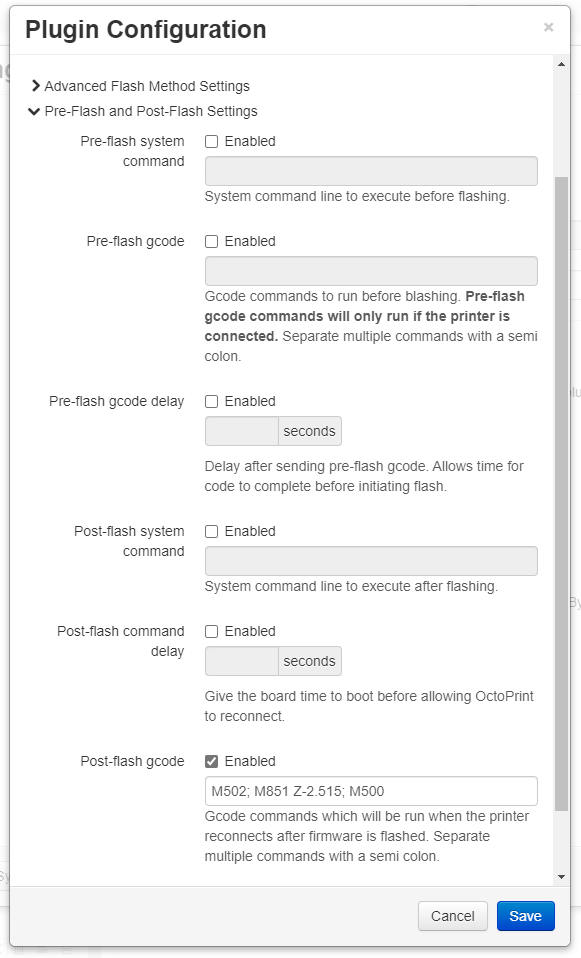 Plugin Configuration
×
Advanced Flash Method Settings
Pre-Flash and Post-Flash Settings
Pre-flash system
command
Enabled
System command line to execute before flashing.
Pre-flash gcode
Enabled
Gcode commands to run before blashing. Pre-flash
gcode commands will only run if the printer is
connected. Separate multiple commands with a semi
colon.
Pre-flash gcode delay
Enabled
seconds
Delay after sending pre-flash gcode. Allows time for
code to complete before initiating flash.
Post-flash system
command
Enabled
System command line to execute after flashing.
Post-flash command
delay
Enabled
seconds
Give the board time to boot before allowing OctoPrint
to reconnect.
Post-flash gcode
Enabled
M502; M851 Z-2.515; M500
Gcode commands which will be run when the printer
reconnects after firmware is flashed. Separate
multiple commands with a semi colon.
Cancel
Save